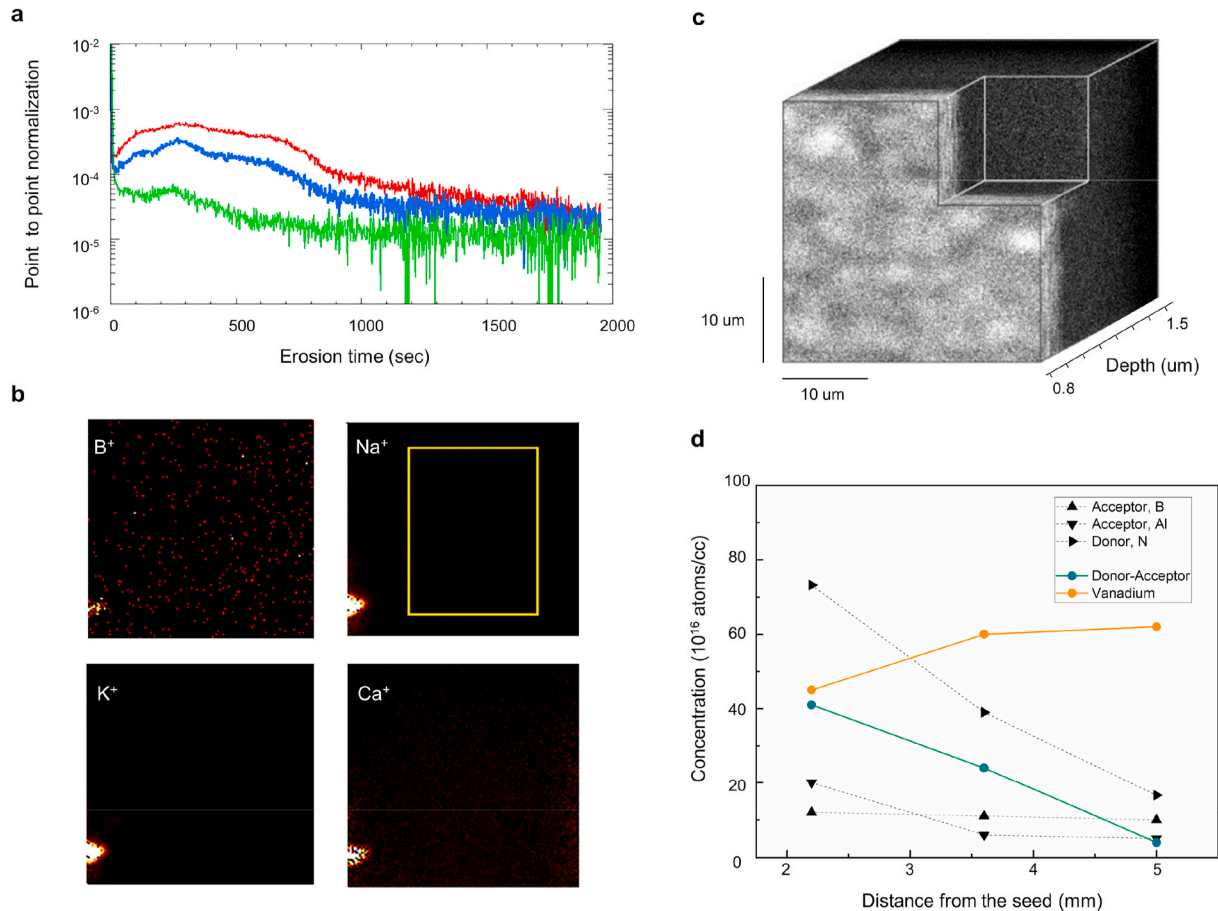 a
10⁻²
10⁻³
10⁻⁴
10⁻⁵
10⁻⁶
Point to point normalization
0 500 1000 1500 2000
Erosion time (sec)
b
B⁺
Na⁺
K⁺
Ca⁺
c
10 um
10 um
0.8
1.5
Depth (um)
d
100
80
60
40
20
0
Concentration (10¹⁶ atoms/cc)
Acceptor, B
Acceptor, Al
Donor, N
Donor-Acceptor
Vanadium
2 3 4 5
Distance from the seed (mm)